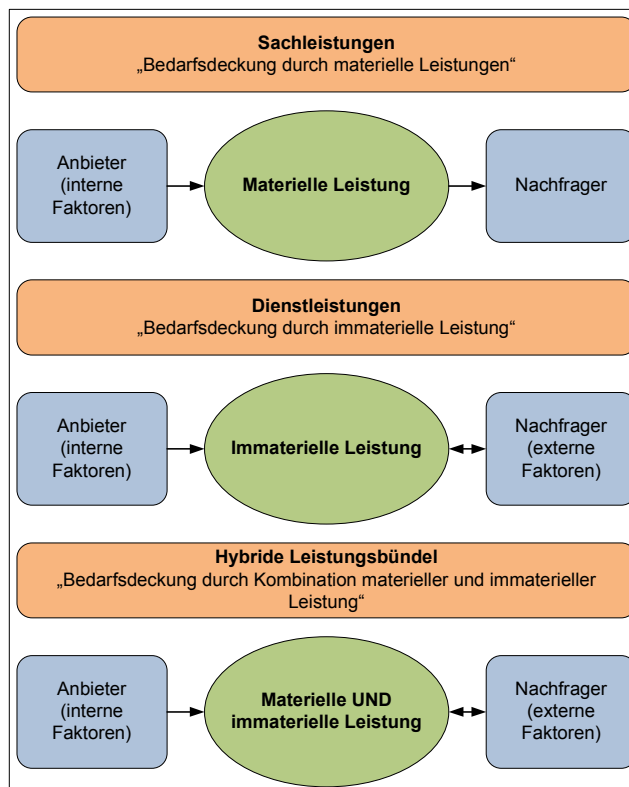 Sachleistungen
„Bedarfsdeckung durch materielle Leistungen“
Anbieter
(interne
Faktoren)
Materielle Leistung
Nachfrager
Dienstleistungen
„Bedarfsdeckung durch immaterielle Leistung“
Anbieter
(interne
Faktoren)
Immaterielle Leistung
Nachfrager
(externe
Faktoren)
Hybride Leistungsbündel
„Bedarfsdeckung durch Kombination materieller und immaterieller
Leistung“
Anbieter
(interne
Faktoren)
Materielle UND
immaterielle Leistung
Nachfrager
(externe
Faktoren)